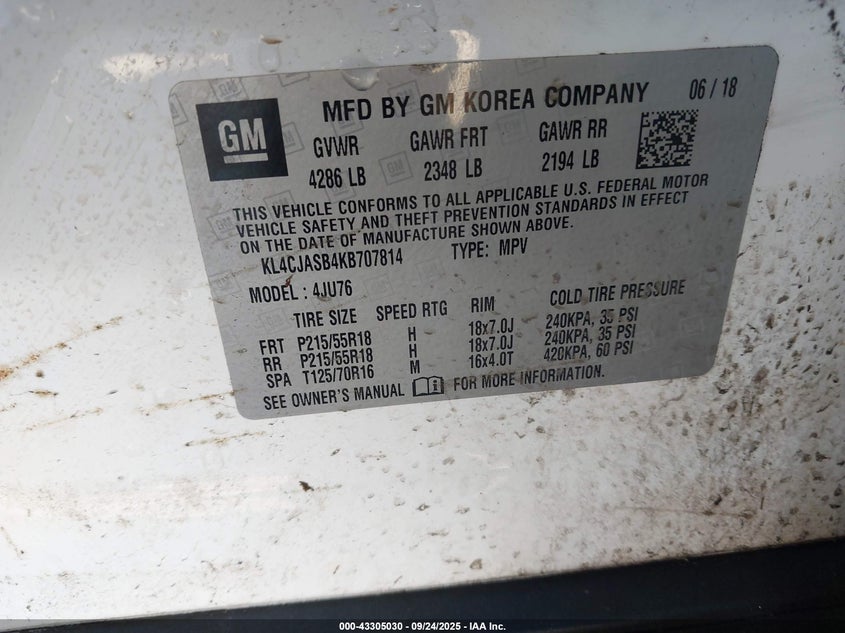 MFD BY GM KOREA COMPANY 06 / 18
GM
GVWR GAWR FRT GAWR RR
4286 LB 2348 LB 2194 LB
THIS VEHICLE CONFORMS TO ALL APPLICABLE U.S. FEDERAL MOTOR
VEHICLE SAFETY AND THEFT PREVENTION STANDARDS IN EFFECT
ON THE DATE OF MANUFACTURE SHOWN ABOVE.
KL4CJASB4KB707814 TYPE: MPV
MODEL : 4JU76
TIRE SIZE SPEED RTG RIM COLD TIRE PRESSURE
FRT P215/55R18 H 18x7.0J 240KPA, 35 PSI
RR P215/55R18 H 18x7.0J 240KPA, 35 PSI
SPA T125/70R16 M 16x4.0T 420KPA, 60 PSI
SEE OWNER'S MANUAL FOR MORE INFORMATION.
000-43305030 - 09/24/2025 - IAA Inc.